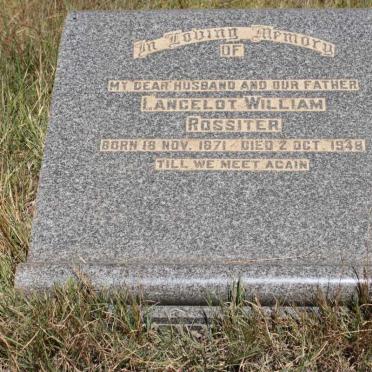 In Loving Memory
OF
MY DEAR HUSBAND AND OUR FATHER
LANCELOT WILLIAM
ROSSITER
BORN 18 NOV. 1871 DIED 2 OCT. 1948
TILL WE MEET AGAIN